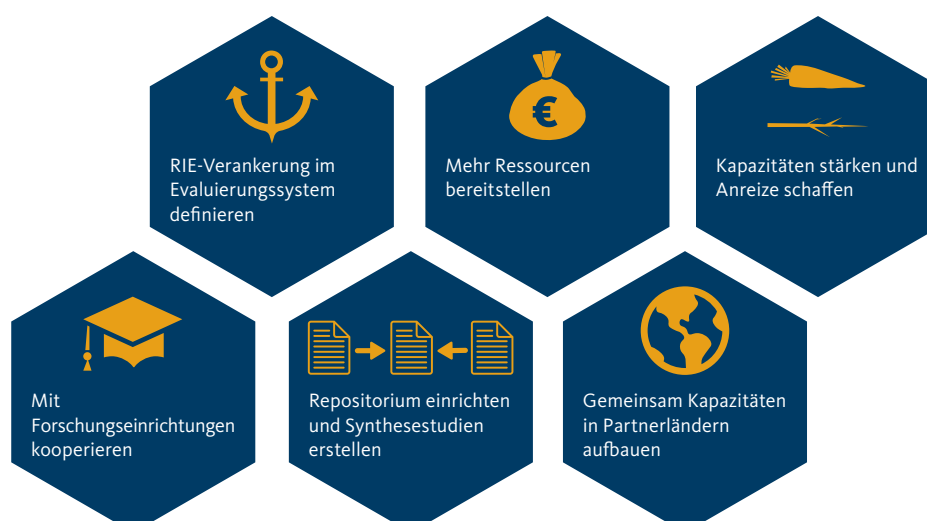 RIE-Verankerung im
Evaluierungssystem
definieren
€
Mehr Ressourcen
bereitstellen
Kapazitäten stärken und
Anreize schaffen
Mit
Forschungseinrichtungen
kooperieren
Repositorium einrichten
und Synthesestudien
erstellen
Gemeinsam Kapazitäten
in Partnerländern
aufbauen